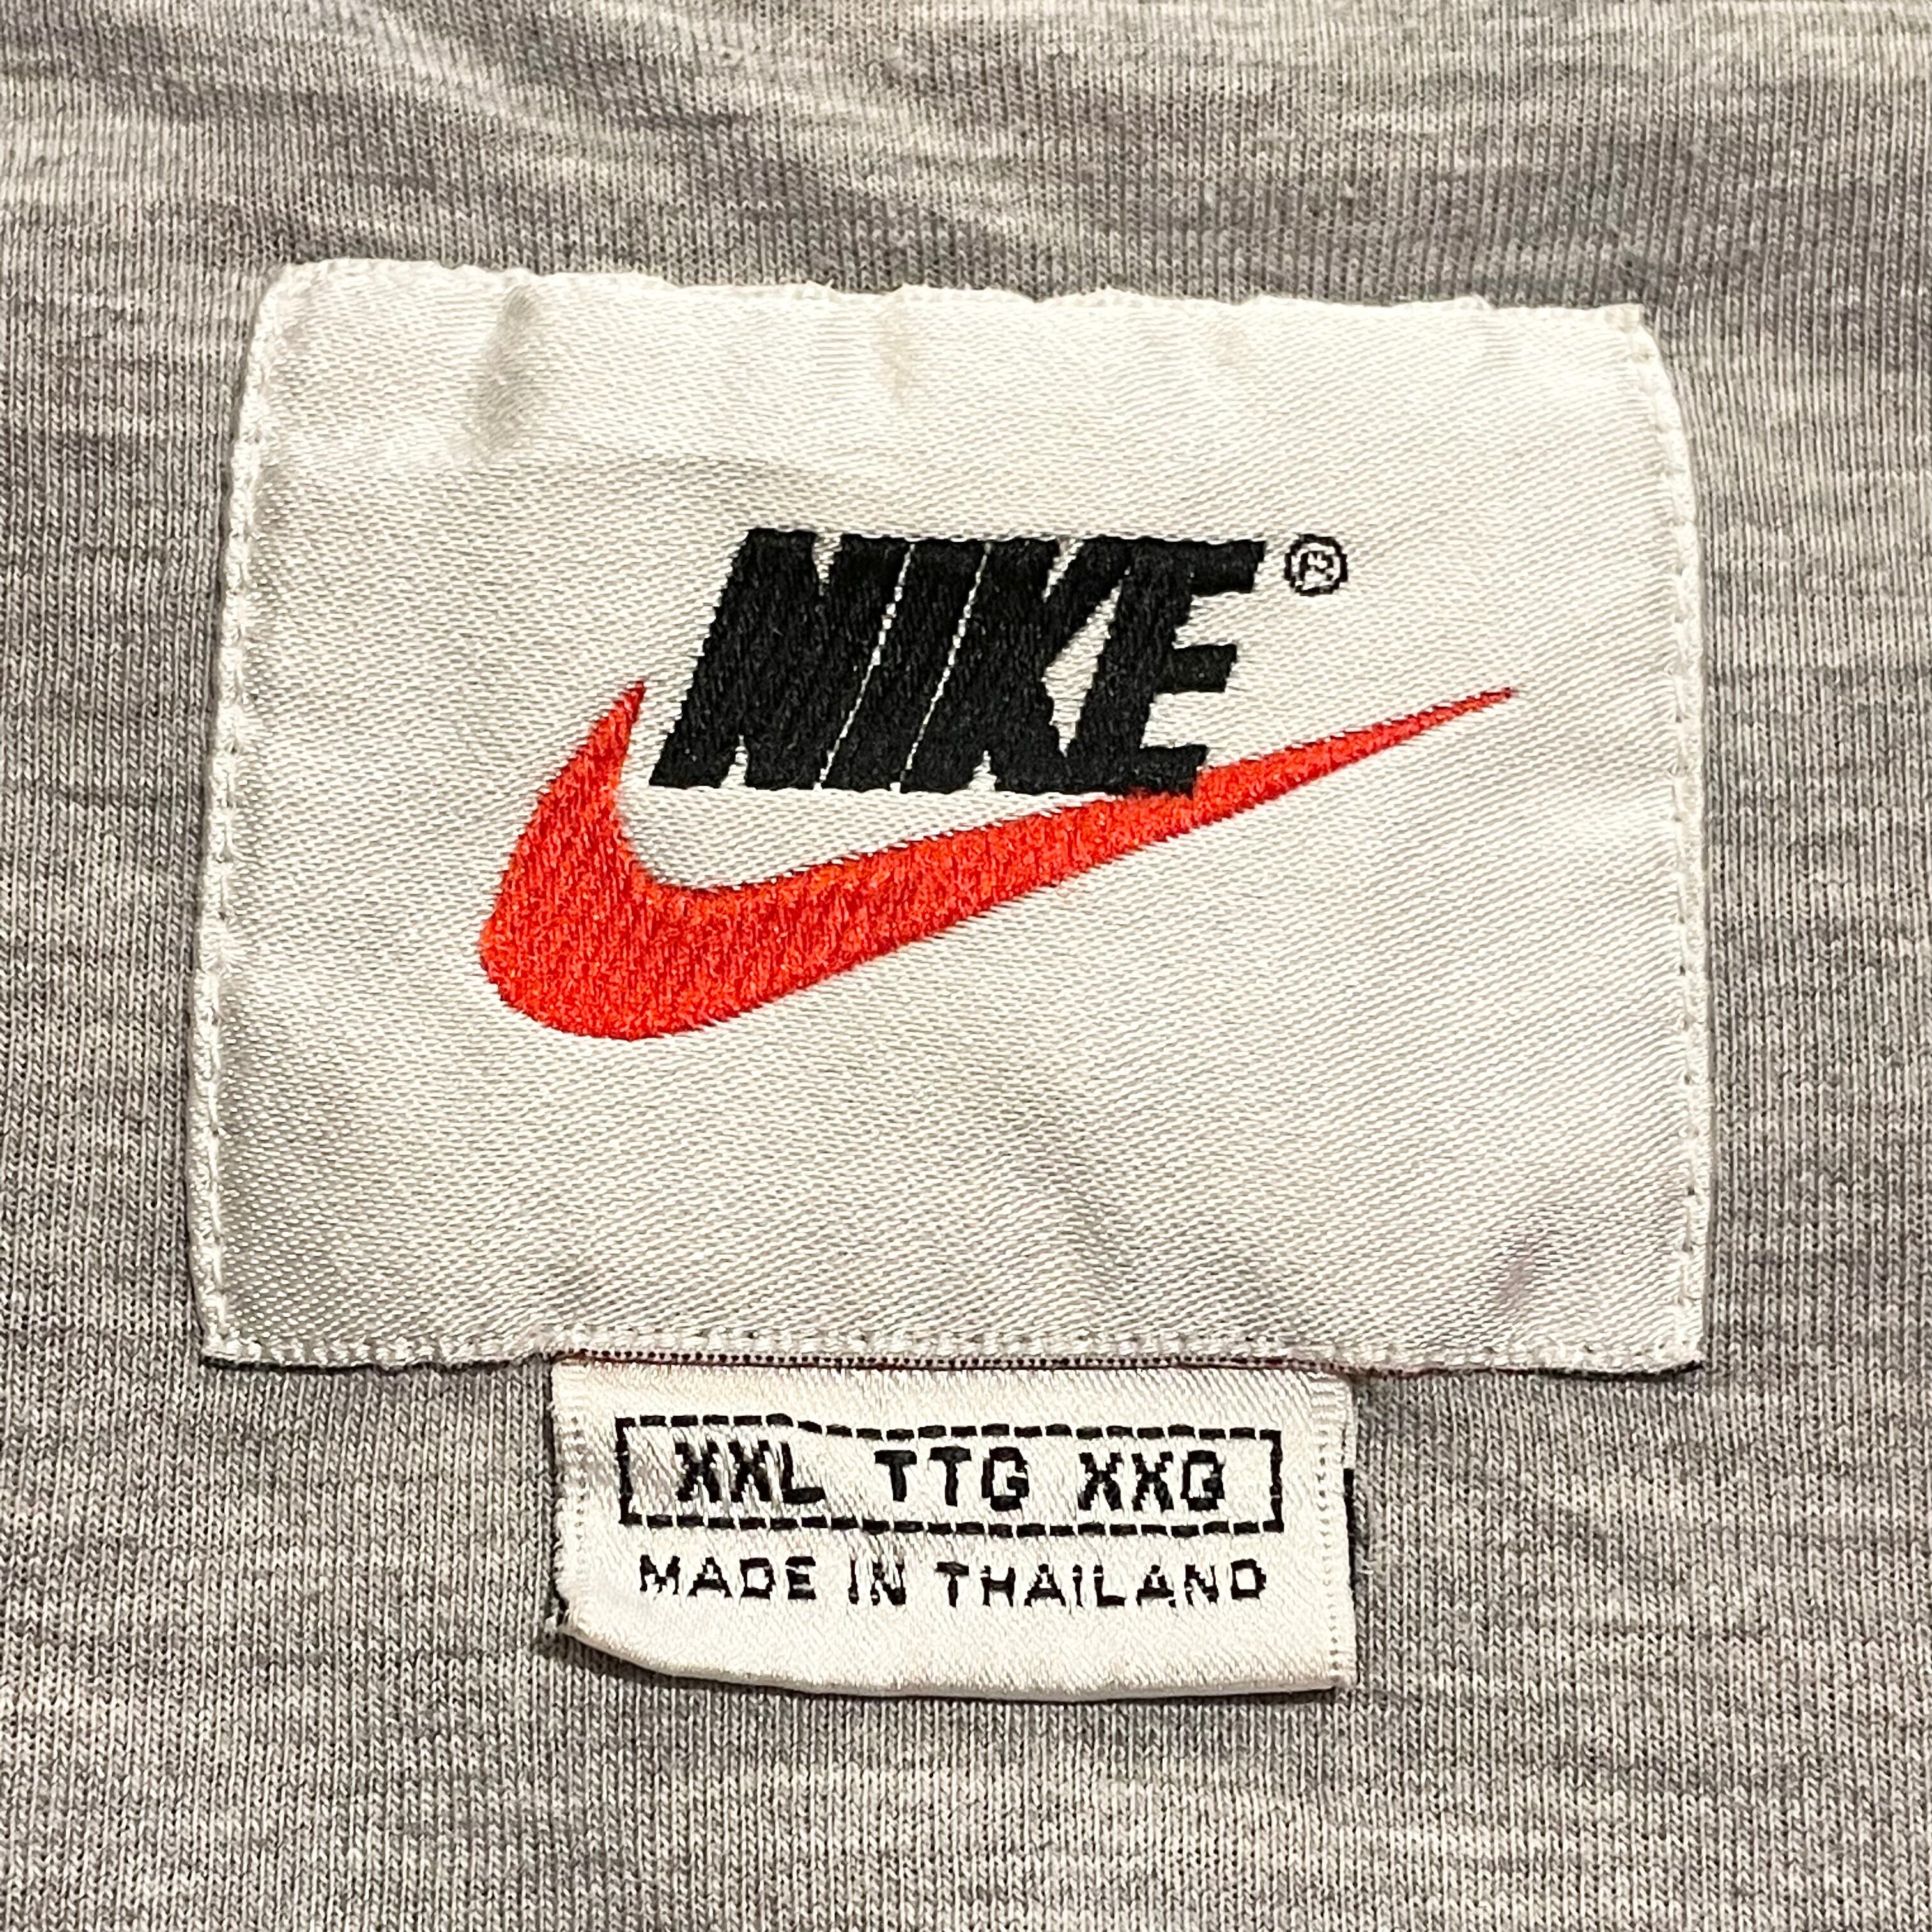 NIKE®
XXL TTG XXG
MADE IN THAILAND